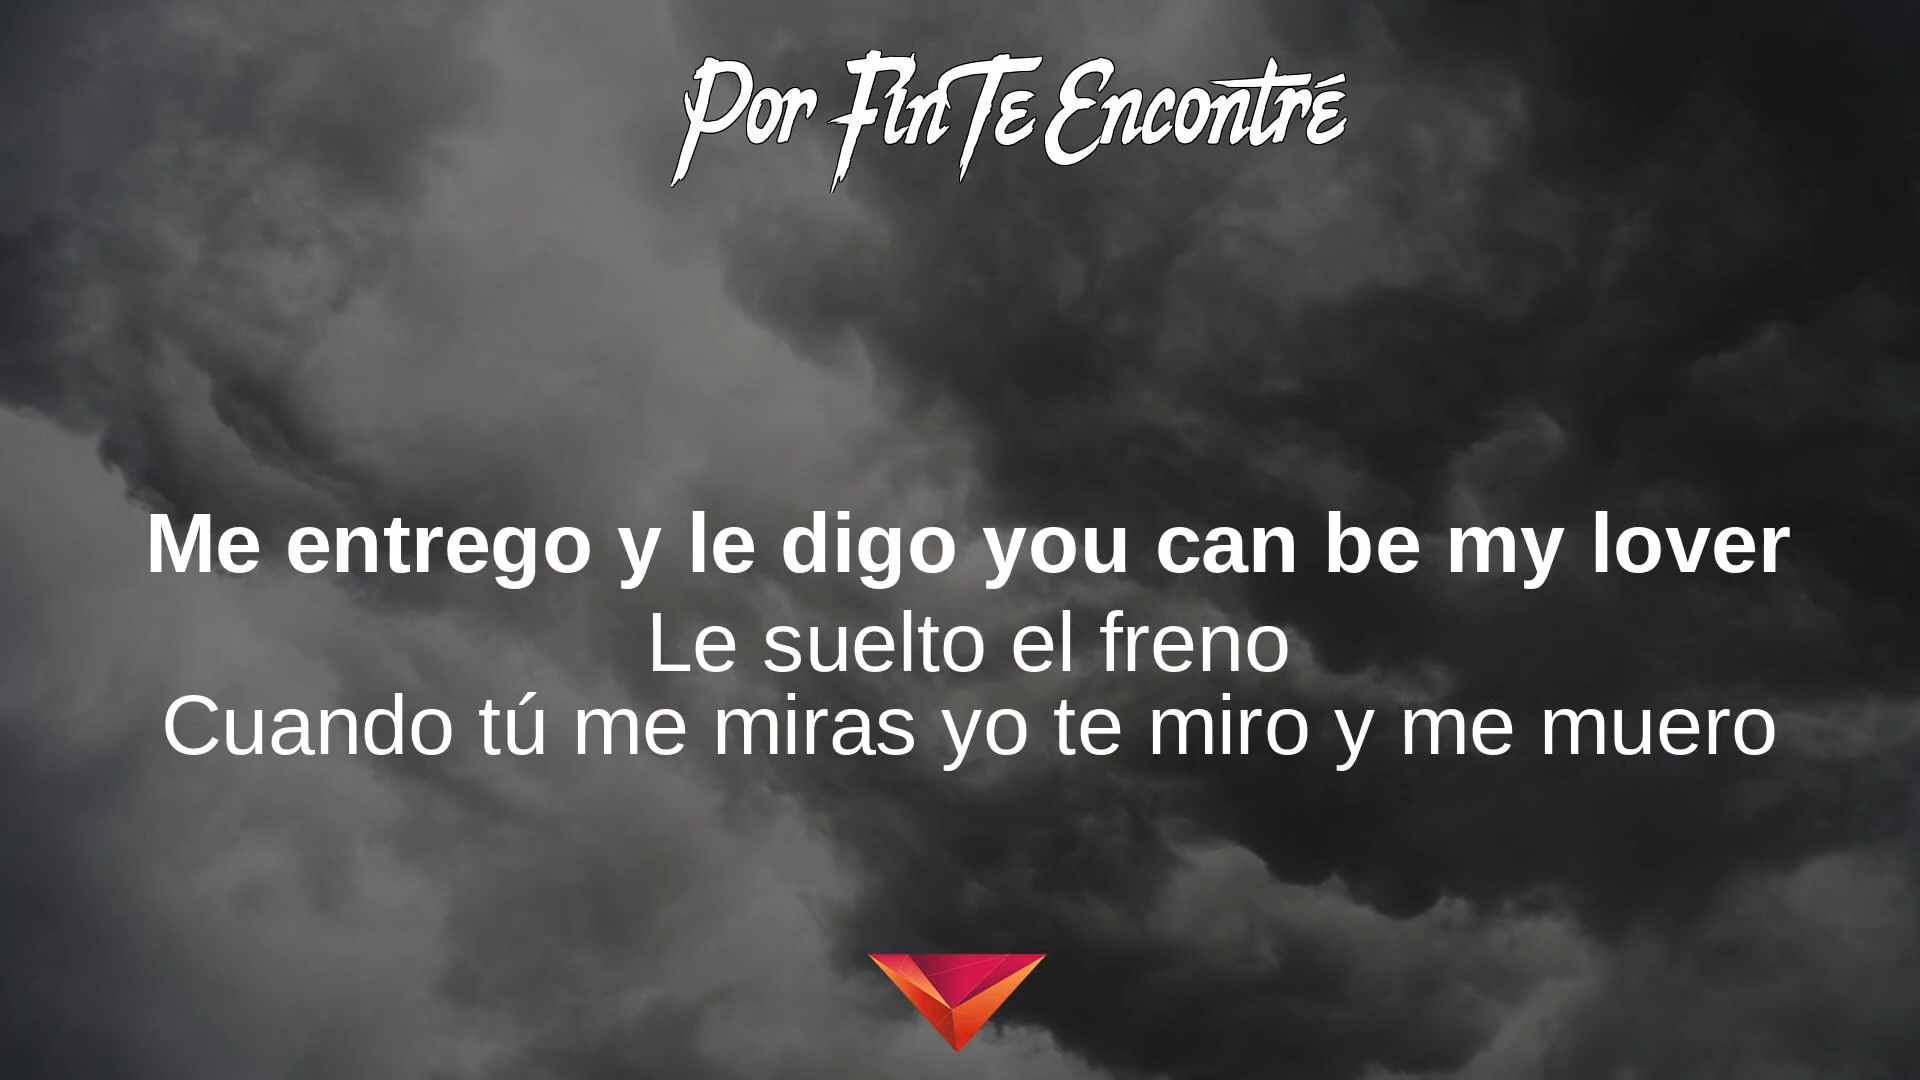 Por Fin Te Encontré
Me entrego y le digo you can be my lover
Le suelto el freno
Cuando tú me miras yo te miro y me muero